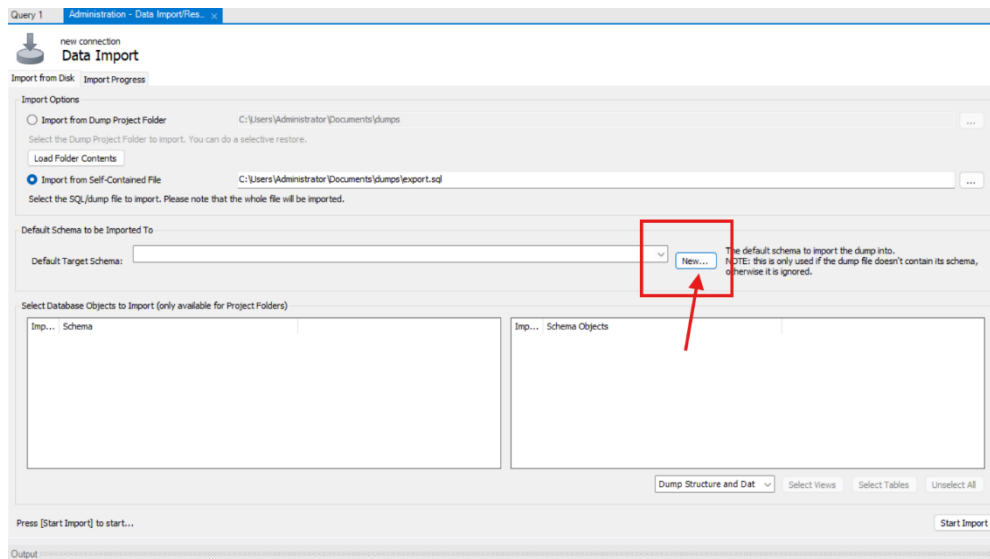 Query 1 Administration - Data Import/Res... x
new connection
Data Import
Import from Disk Import Progress
Import Options
Import from Dump Project Folder C:\Users\Administrator\Documents\dumps ...
Select the Dump Project Folder to import. You can do a selective restore.
Load Folder Contents
Import from Self-Contained File C:\Users\Administrator\Documents\dumps\export.sql ...
Select the SQL/dump file to import. Please note that the whole file will be imported.
Default Schema to be Imported To
Default Target Schema: New... The default schema to import the dump into.
NOTE: this is only used if the dump file doesn't contain its schema,
otherwise it is ignored.
Select Database Objects to Import (only available for Project Folders)
Imp... Schema Imp... Schema Objects
Dump Structure and Dat Select Views Select Tables Unselect All
Press [Start Import] to start... Start Import
Output